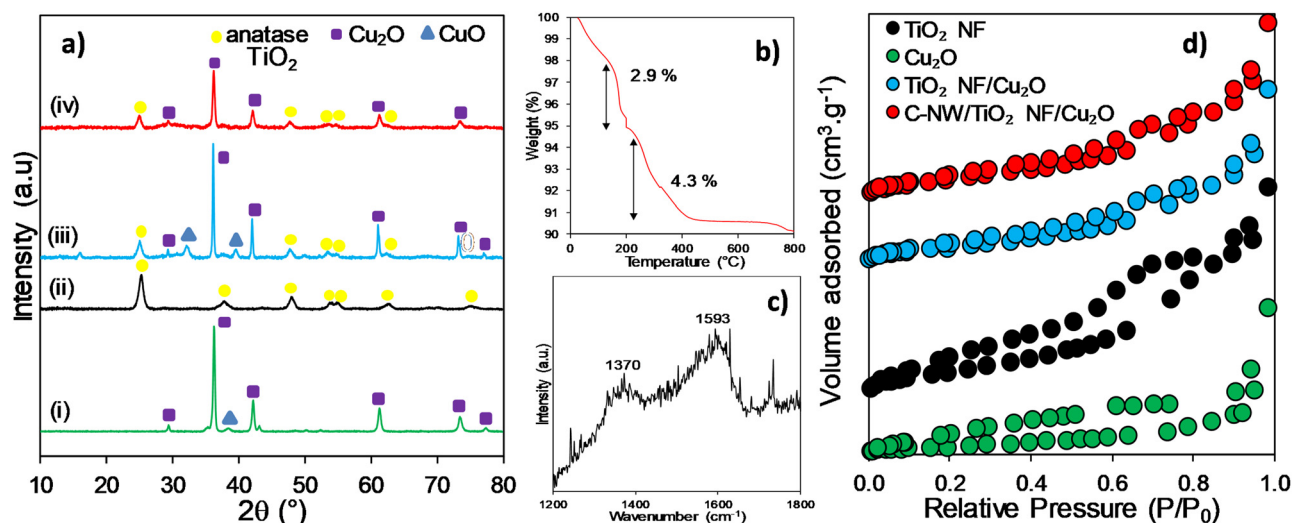 a)
anatase
TiO₂
Cu₂O
CuO
(iv)
(iii)
(ii)
(i)
Intensity (a.u)
10 20 30 40 50 60 70 80
2θ (°)
b)
100
99
98
97
96
95
94
93
92
91
90
Weight (%)
2.9 %
4.3 %
0 200 400 600 800
Temperature (°C)
c)
1593
1370
Intensity (a.u.)
1200 1400 1600 1800
Wavenumber (cm⁻¹)
d)
TiO₂ NF
Cu₂O
TiO₂ NF/Cu₂O
C-NW/TiO₂ NF/Cu₂O
Volume adsorbed (cm³.g⁻¹)
0.0 0.2 0.4 0.6 0.8 1.0
Relative Pressure (P/P₀)